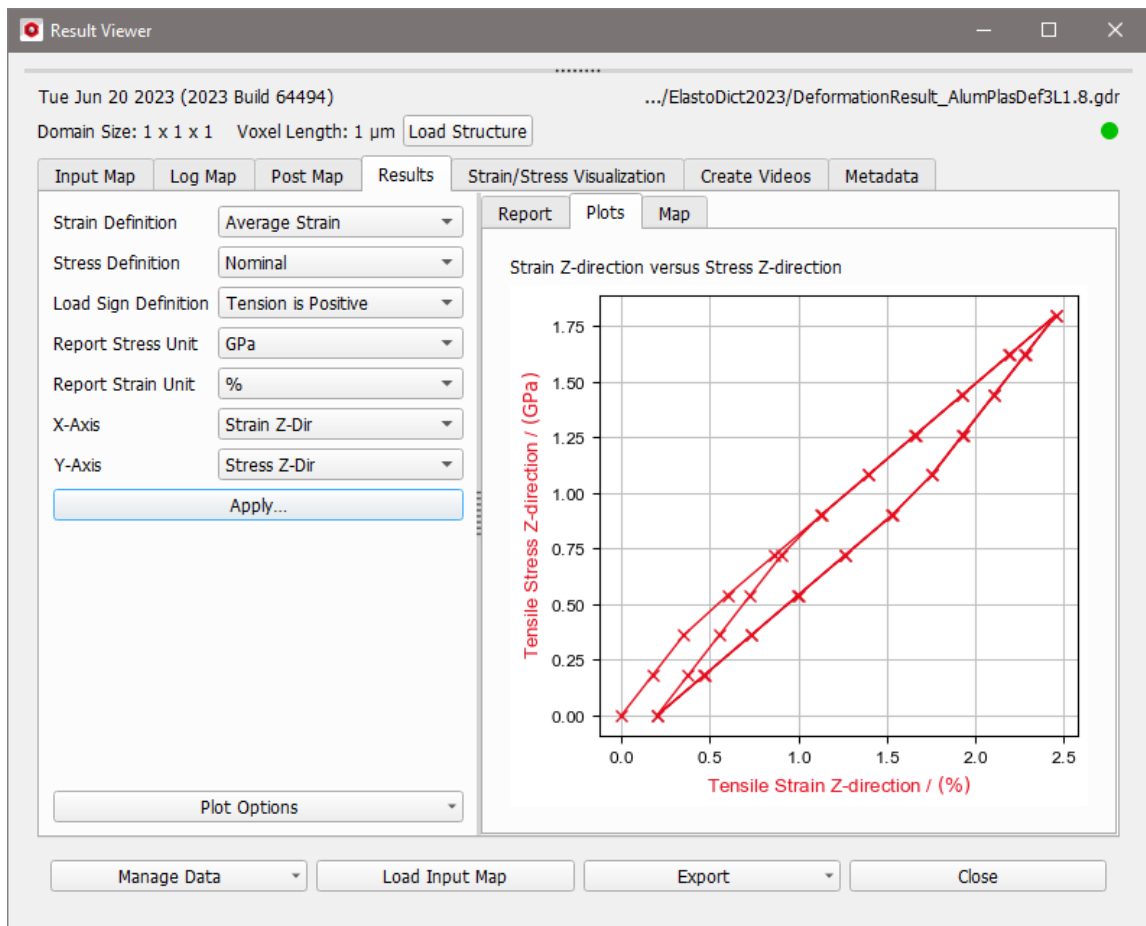 Result Viewer
Tue Jun 20 2023 (2023 Build 64494)
.../ElastoDict2023/DeformationResult_AlumPlasDef3L1.8.gdr
Domain Size: 1 x 1 x 1 Voxel Length: 1 µm Load Structure
Input Map Log Map Post Map Results Strain/Stress Visualization Create Videos Metadata
Strain Definition Average Strain
Stress Definition Nominal
Load Sign Definition Tension is Positive
Report Stress Unit GPa
Report Strain Unit %
X-Axis Strain Z-Dir
Y-Axis Stress Z-Dir
Apply...
Plot Options
Report Plots Map
Strain Z-direction versus Stress Z-direction
Tensile Stress Z-direction / (GPa)
1.75
1.50
1.25
1.00
0.75
0.50
0.25
0.00
0.0 0.5 1.0 1.5 2.0 2.5
Tensile Strain Z-direction / (%)
Manage Data Load Input Map Export Close